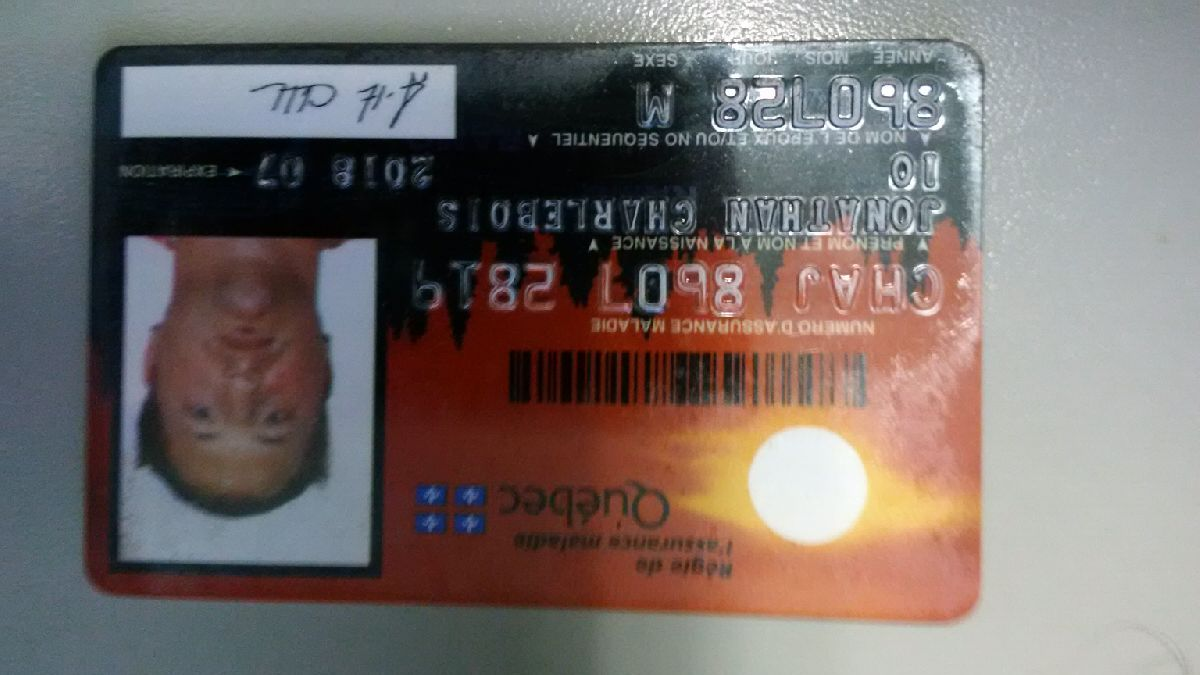 Régie de
l'assurance maladie
Québec
NUMÉRO D'ASSURANCE MALADIE
CHAJ 8607 2819
▼ PRÉNOM ET NOM À LA NAISSANCE ▼
JONATHAN CHARLEBOIS
10
▲ NOM DE L'ÉPOUX ET/OU NO SÉQUENTIEL ▲
EXPIRATION
2018 07
860728 M
ANNÉE MOIS JOUR SEXE